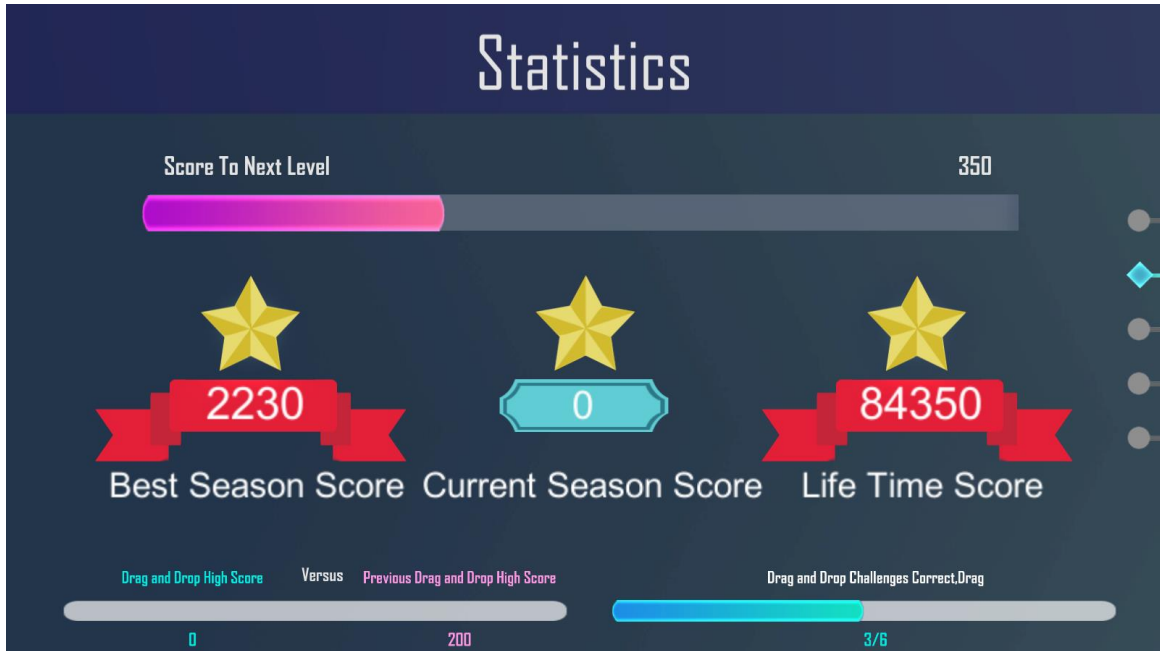 Statistics
Score To Next Level 350
2230 0 84350
Best Season Score Current Season Score Life Time Score
Drag and Drop High Score Versus Previous Drag and Drop High Score Drag and Drop Challenges Correct,Drag
0 200 3/6